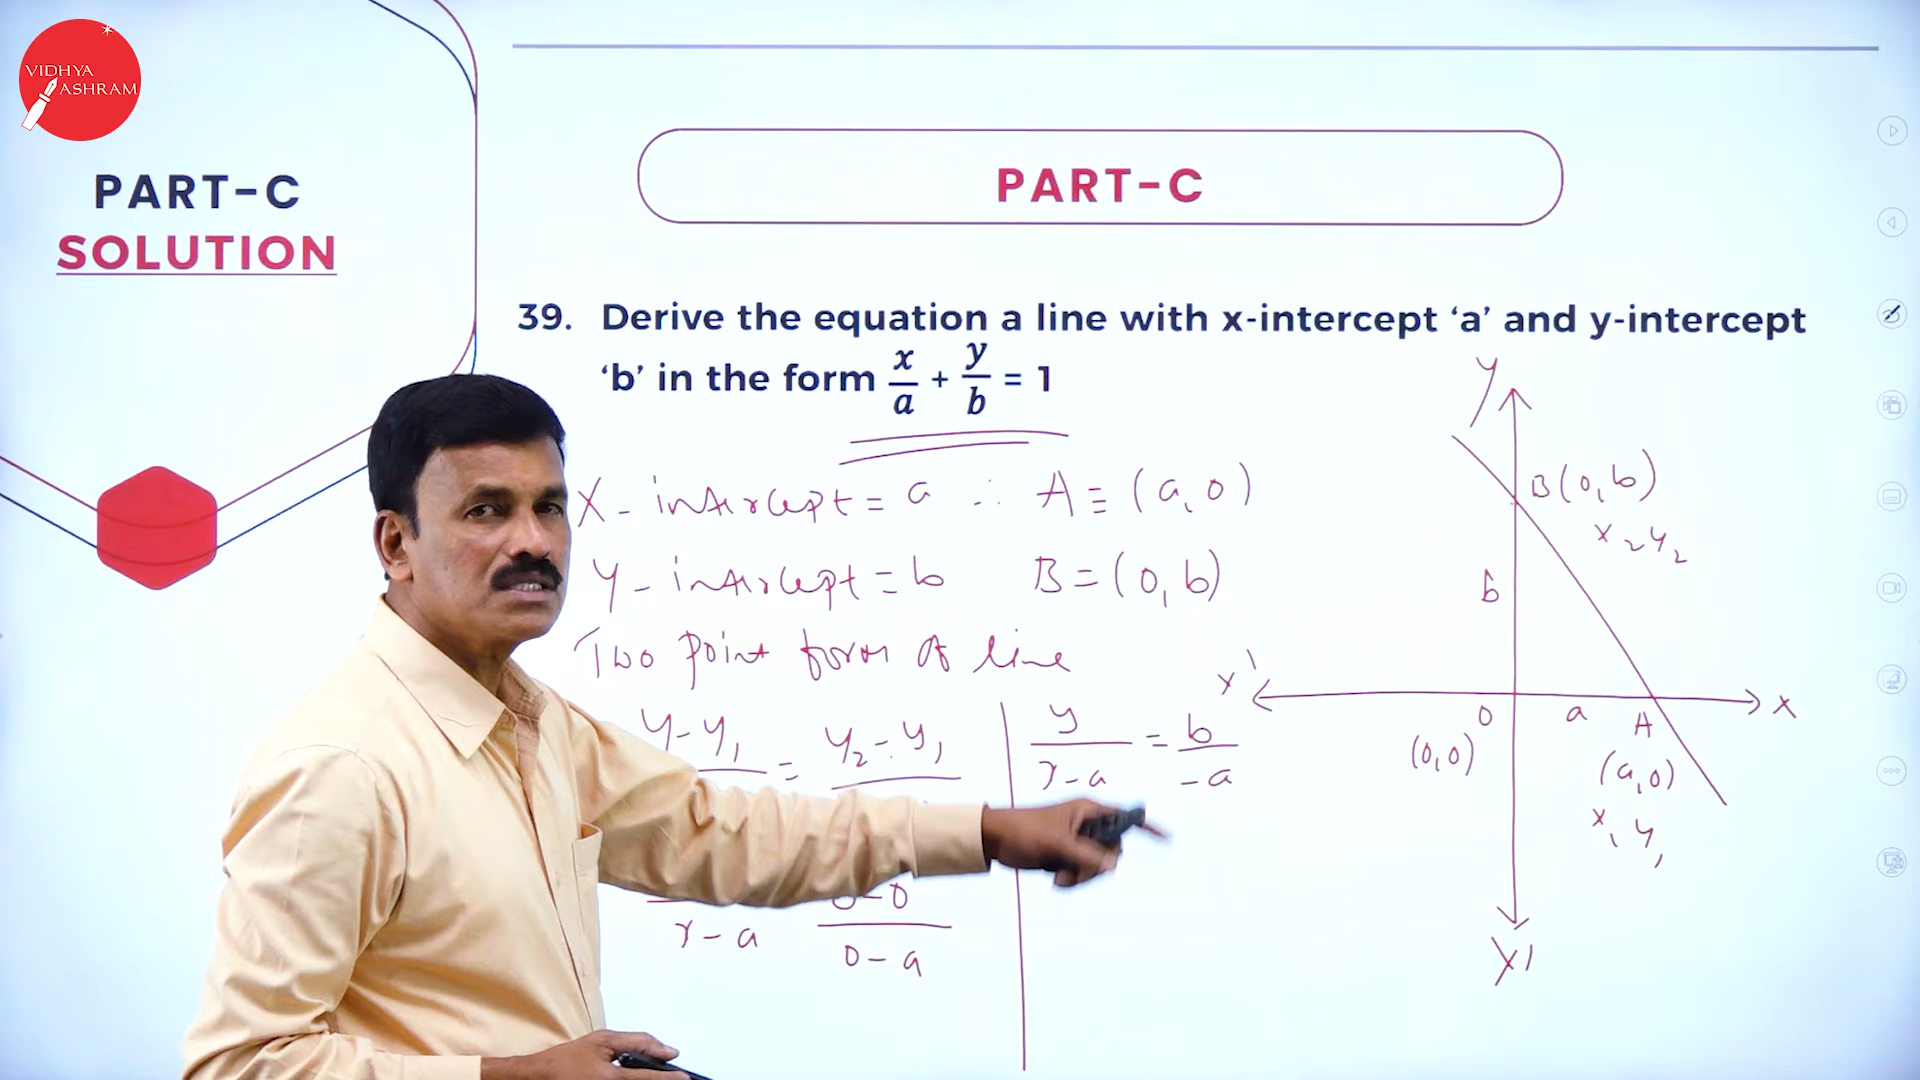 VIDHYA
ASHRAM
PART-C
SOLUTION
PART-C
39. Derive the equation a line with x-intercept ‘a’ and y-intercept
‘b’ in the form x/a + y/b = 1
X - intercept = a ∴ A ≡ (a, 0)
Y - intercept = b B = (0, b)
Two point form of line
y - y₁ = y₂ - y₁
x - a
0 - a
y/x - a = b/-a
Y
B (0, b)
x₂ y₂
b
X'
X
O
a
A
(0,0)
(a,0)
x₁ y₁
Y'